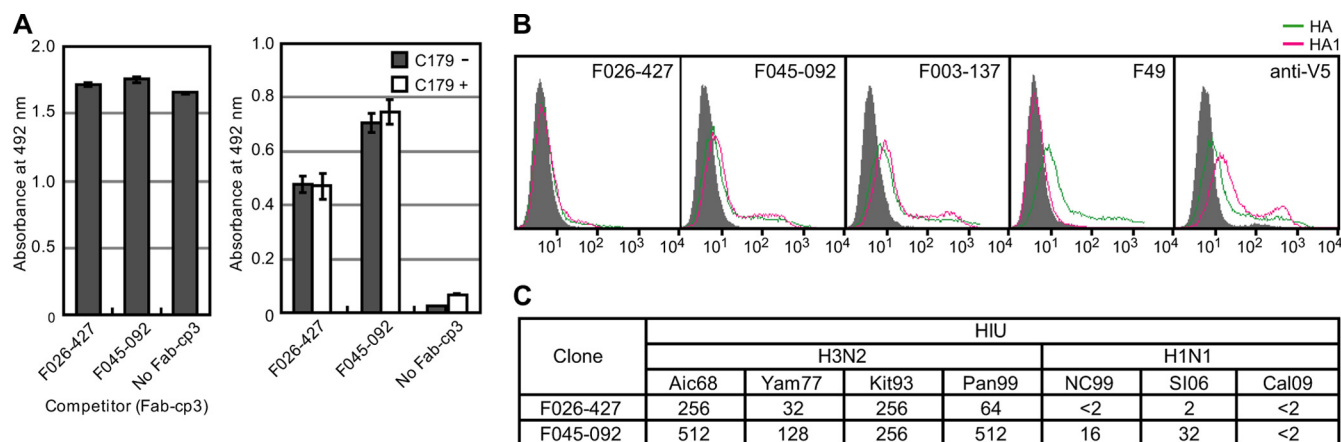 A
Absorbance at 492 nm
2.0
1.5
1.0
0.5
0
F026-427
F045-092
No Fab-cp3
Competitor (Fab-cp3)
Absorbance at 492 nm
1.0
0.8
0.6
0.4
0.2
0
C179 -
C179 +
F026-427
F045-092
No Fab-cp3
B
HA
HA1
F026-427
F045-092
F003-137
F49
anti-V5
10¹ 10² 10³ 10⁴ 10¹ 10² 10³ 10⁴ 10¹ 10² 10³ 10⁴ 10¹ 10² 10³ 10⁴ 10¹ 10² 10³ 10⁴
C
Clone HIU
H3N2 H1N1
Aic68 Yam77 Kit93 Pan99 NC99 SI06 Cal09
F026-427 256 32 256 64 <2 2 <2
F045-092 512 128 256 512 16 32 <2